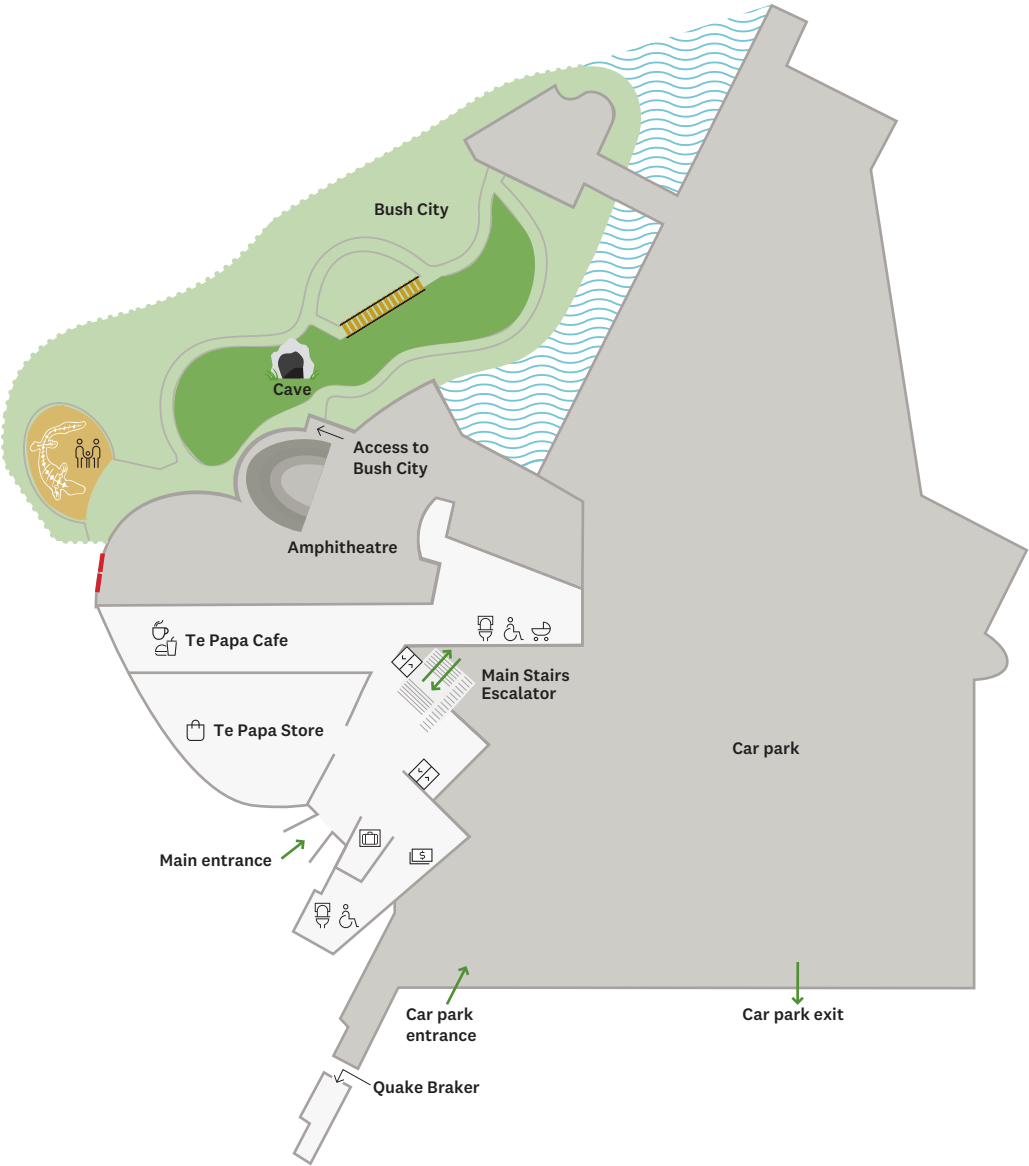 Bush City
Cave
Access to
Bush City
Amphitheatre
Te Papa Cafe
Main Stairs
Escalator
Te Papa Store
Car park
$
Main entrance
Car park
entrance
Car park exit
Quake Braker